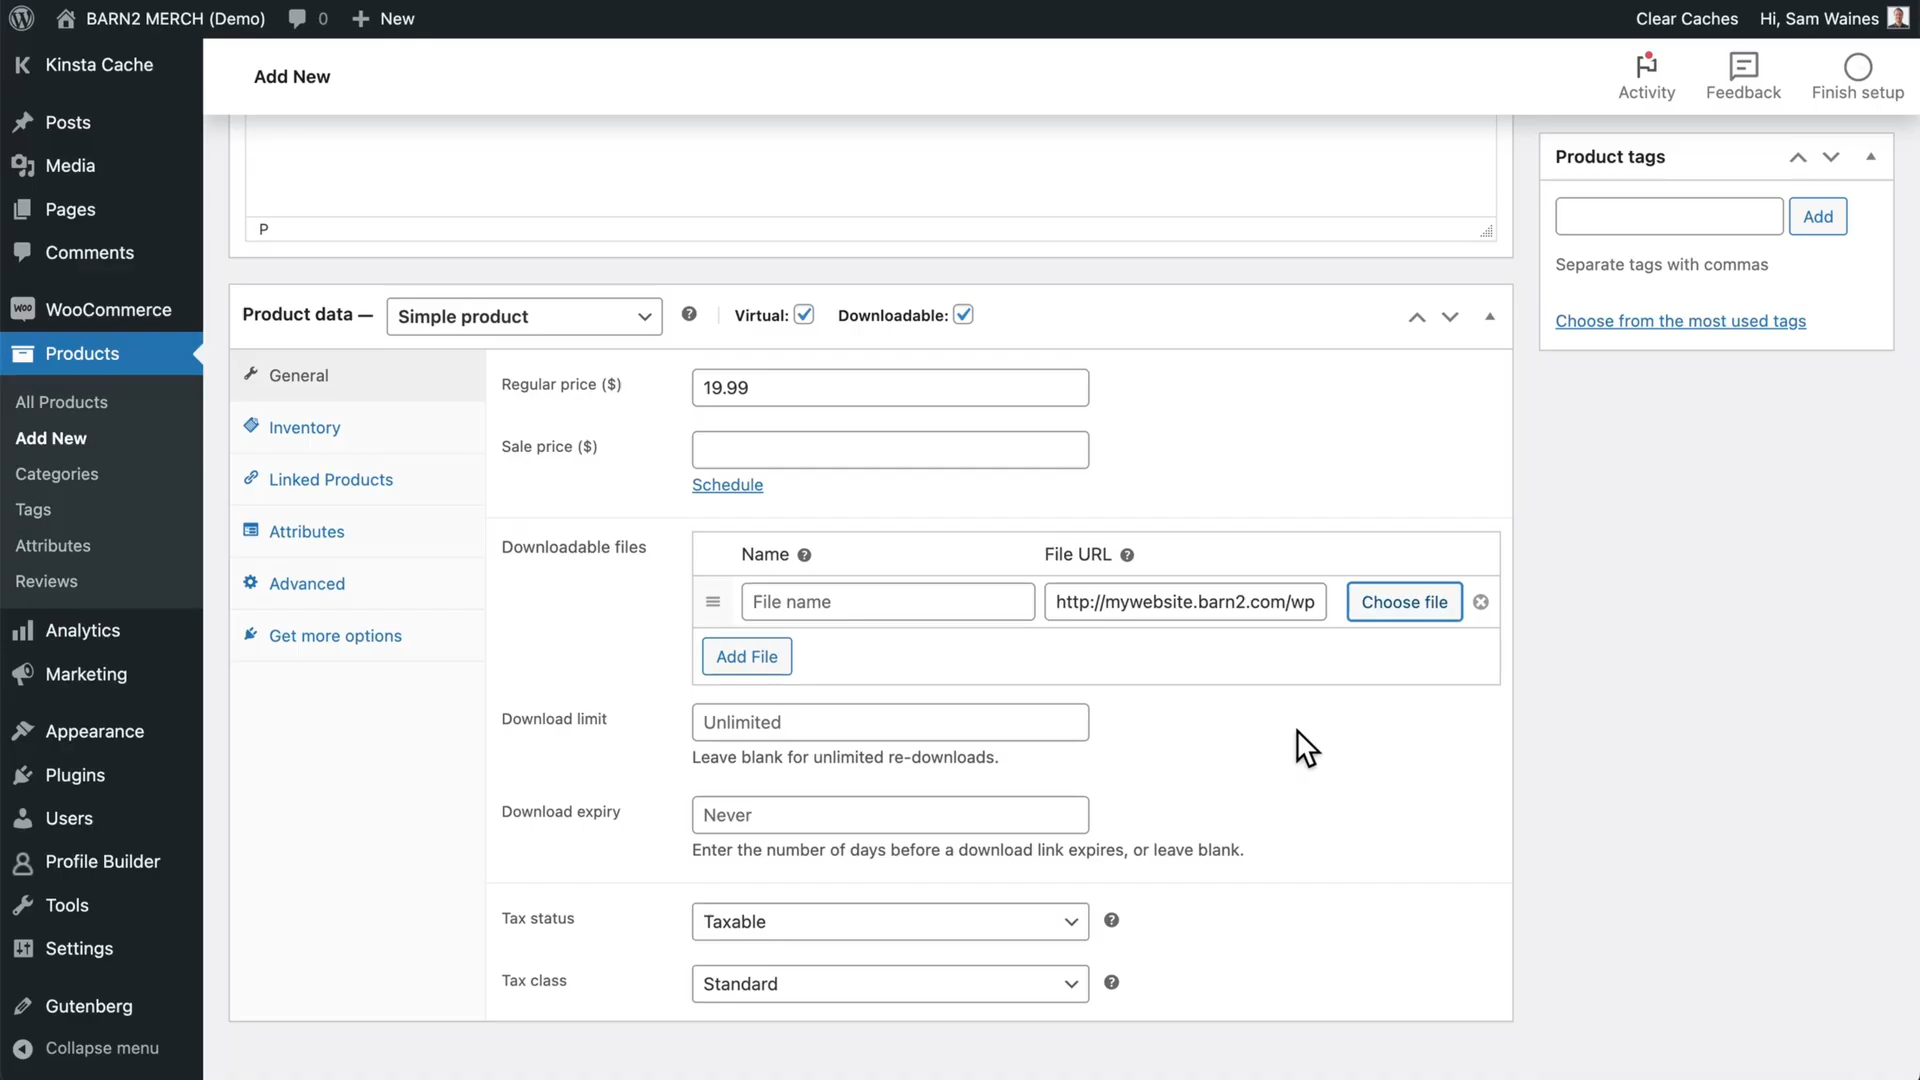 BARN2 MERCH (Demo) 0 New Clear Caches Hi, Sam Waines
Kinsta Cache
Posts
Media
Pages
Comments
WOO WooCommerce
Products
All Products
Add New
Categories
Tags
Attributes
Reviews
Analytics
Marketing
Appearance
Plugins
Users
Profile Builder
Tools
Settings
Gutenberg
Collapse menu
Add New
Activity Feedback Finish setup
P
Product data — Simple product Virtual: Downloadable:
General
Inventory
Linked Products
Attributes
Advanced
Get more options
Regular price ($) 19.99
Sale price ($)
Schedule
Downloadable files Name File URL
File name http://mywebsite.barn2.com/wp Choose file
Add File
Download limit Unlimited
Leave blank for unlimited re-downloads.
Download expiry Never
Enter the number of days before a download link expires, or leave blank.
Tax status Taxable
Tax class Standard
Product tags
Add
Separate tags with commas
Choose from the most used tags